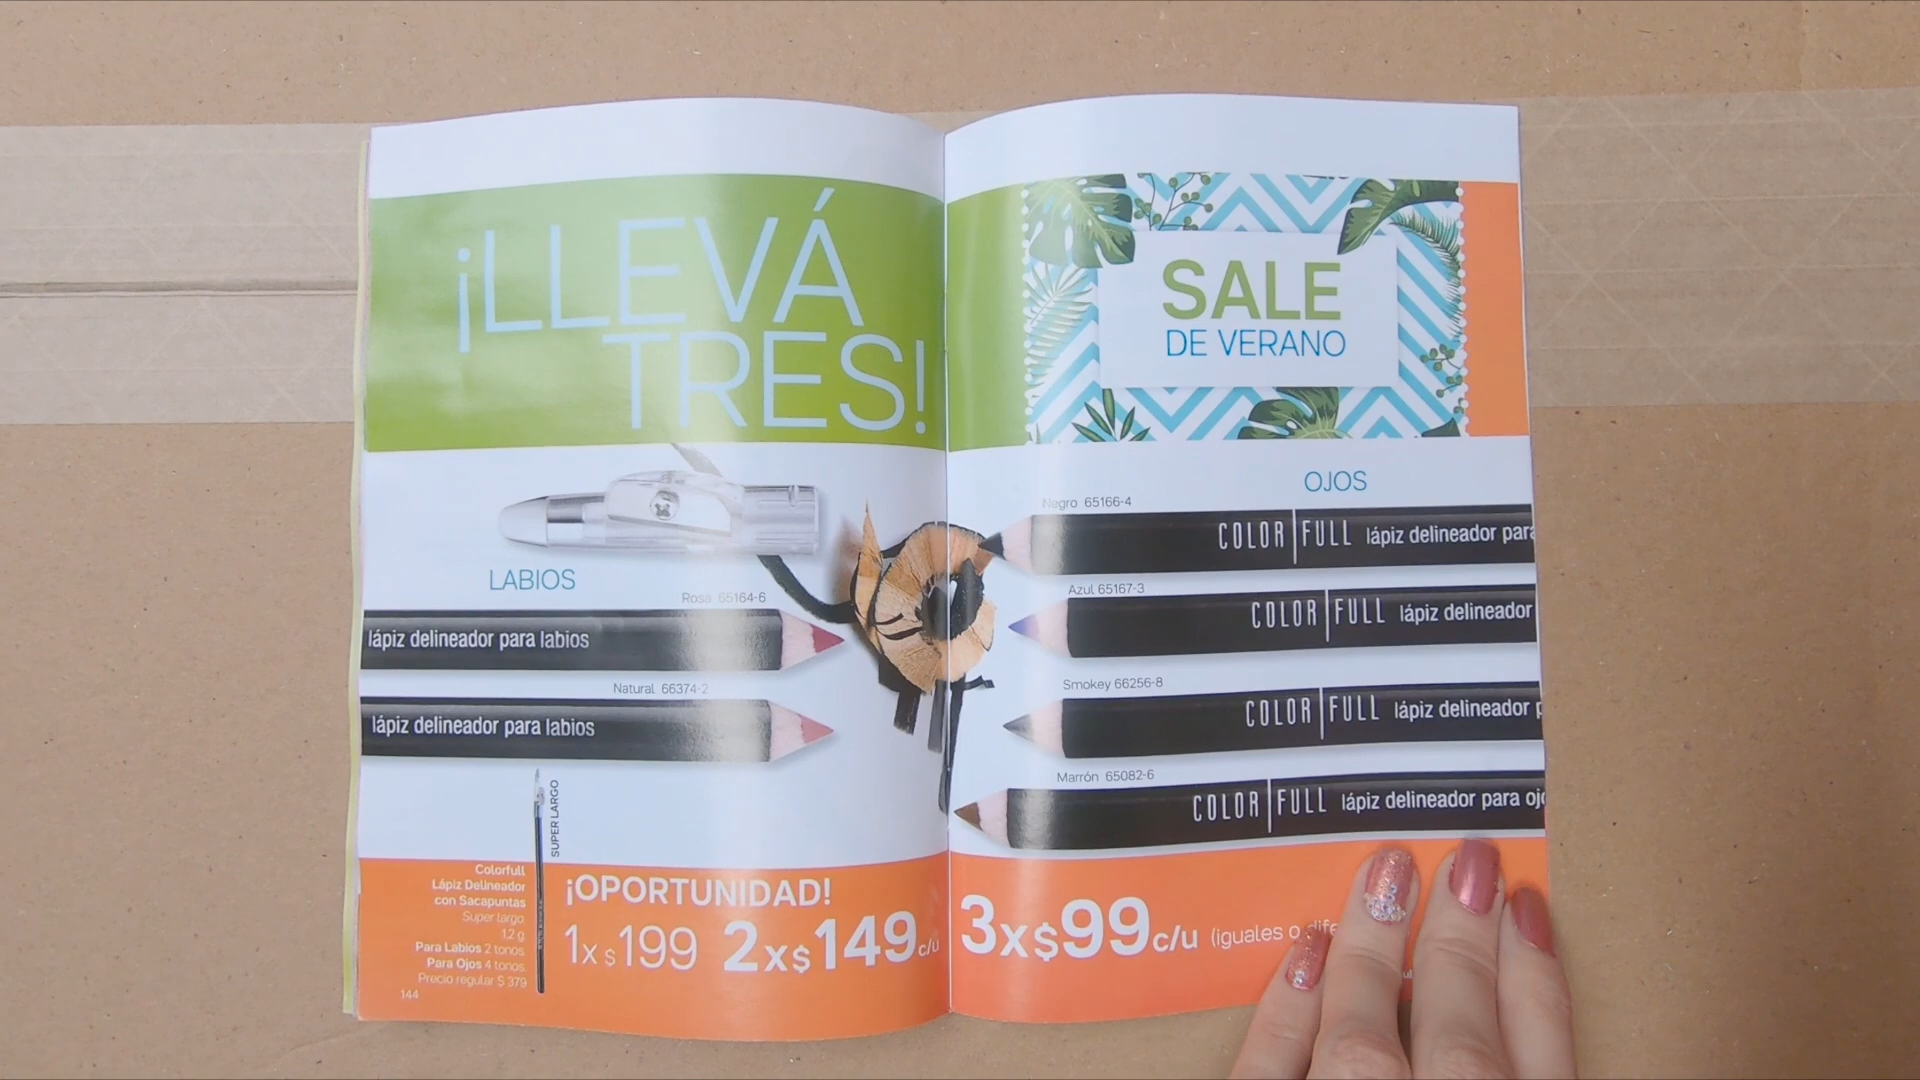 ¡LLEVÁ
TRES!
LABIOS
Rosa 65164-6
lápiz delineador para labios
Natural 66374-2
lápiz delineador para labios
SUPER LARGO
Colorfull
Lápiz Delineador
con Sacapuntas
Super largo.
1,2 g
Para Labios 2 tonos.
Para Ojos 4 tonos.
Precio regular $ 379
144
¡OPORTUNIDAD!
1x $199 2x$149 c/u
SALE
DE VERANO
OJOS
Negro 65166-4
COLOR FULL lápiz delineador para
Azul 65167-3
COLOR FULL lápiz delineador
Smokey 66256-8
COLOR FULL lápiz delineador p
Marrón 65082-6
COLOR FULL lápiz delineador para ojo
3x$99c/u (iguales o dife